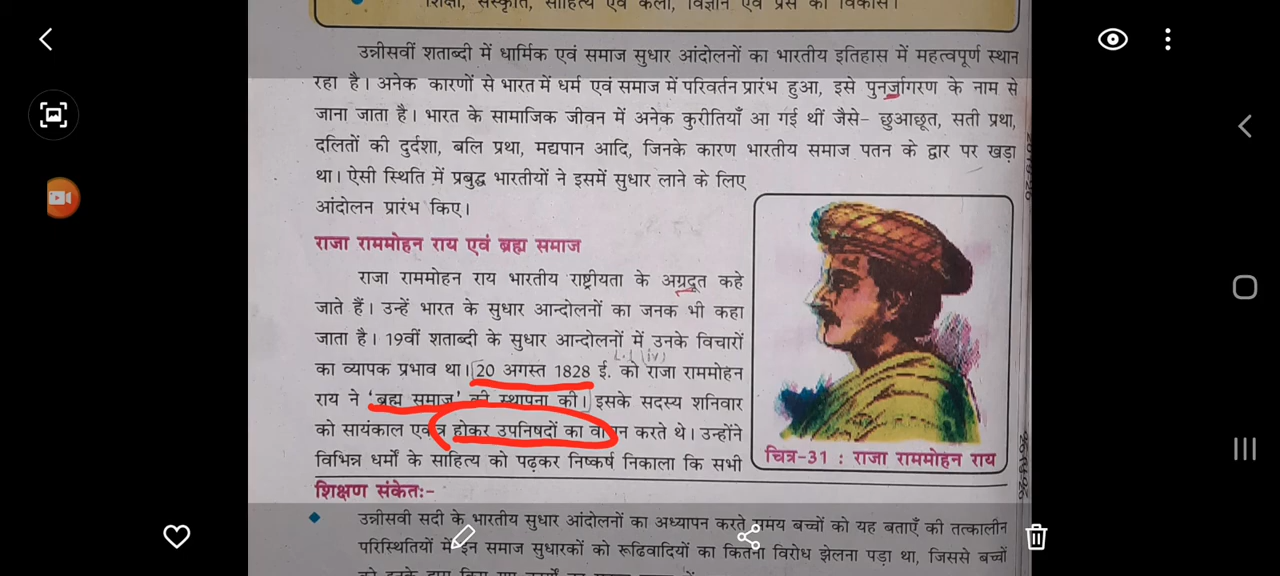 शिक्षा, संस्कृति, साहित्य एवं कला, विज्ञान एवं प्रेस का विकास।
उन्नीसवीं शताब्दी में धार्मिक एवं समाज सुधार आंदोलनों का भारतीय इतिहास में महत्वपूर्ण स्थान
रहा है। अनेक कारणों से भारत में धर्म एवं समाज में परिवर्तन प्रारंभ हुआ, इसे पुनर्जागरण के नाम से
जाना जाता है। भारत के सामाजिक जीवन में अनेक कुरीतियाँ आ गई थीं जैसे– छुआछूत, सती प्रथा,
दलितों की दुर्दशा, बलि प्रथा, मद्यपान आदि, जिनके कारण भारतीय समाज पतन के द्वार पर खड़ा
था। ऐसी स्थिति में प्रबुद्ध भारतीयों ने इसमें सुधार लाने के लिए
आंदोलन प्रारंभ किए।
राजा राममोहन राय एवं ब्रह्म समाज
राजा राममोहन राय भारतीय राष्ट्रीयता के अग्रदूत कहे
जाते हैं। उन्हें भारत के सुधार आन्दोलनों का जनक भी कहा
जाता है। 19वीं शताब्दी के सुधार आन्दोलनों में उनके विचारों
का व्यापक प्रभाव था। 20 अगस्त 1828 ई. को राजा राममोहन
राय ने 'ब्रह्म समाज' की स्थापना की। इसके सदस्य शनिवार
को सायंकाल एकत्र होकर उपनिषदों का वाचन करते थे। उन्होंने
विभिन्न धर्मों के साहित्य को पढ़कर निष्कर्ष निकाला कि सभी
चित्र-31 : राजा राममोहन राय
शिक्षण संकेतः-
उन्नीसवी सदी के भारतीय सुधार आंदोलनों का अध्यापन करते समय बच्चों को यह बताएँ की तत्कालीन
परिस्थितियों में इन समाज सुधारकों को रूढिवादियों का कितना विरोध झेलना पड़ा था, जिससे बच्चों